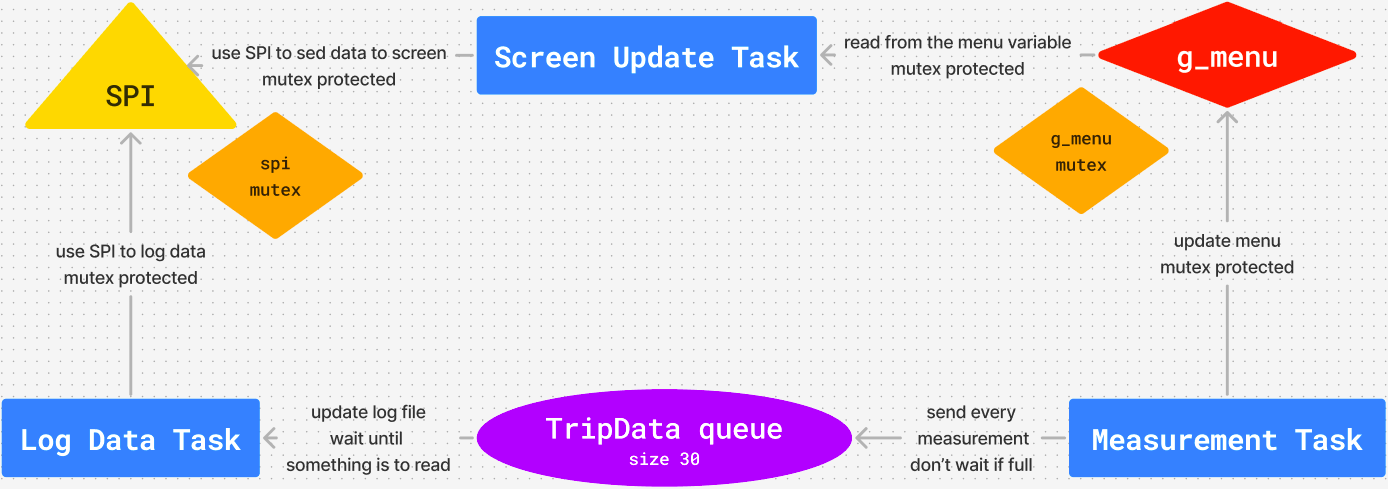 SPI
use SPI to sed data to screen
mutex protected
Screen Update Task
read from the menu variable
mutex protected
g_menu
spi
mutex
g_menu
mutex
use SPI to log data
mutex protected
update menu
mutex protected
Log Data Task
update log file
wait until
something is to read
TripData queue
size 30
send every
measurement
don’t wait if full
Measurement Task